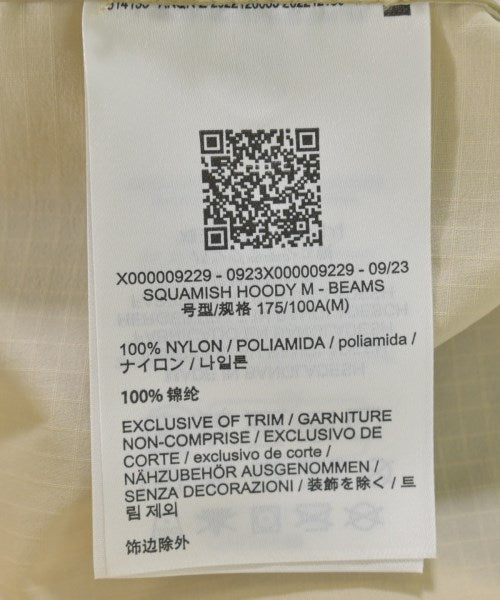 X000009229 - 0923X000009229 - 09/23
SQUAMISH HOODY M - BEAMS
号型/规格 175/100A(M)
100% NYLON / POLIAMIDA / poliamida /
ナイロン / 나일론
100% 锦纶
EXCLUSIVE OF TRIM / GARNITURE
NON-COMPRISE / EXCLUSIVO DE
CORTE / exclusivo de corte /
NÄHZUBEHÖR AUSGENOMMEN /
SENZA DECORAZIONI / 装飾を除く / 트
림 제외
饰边除外